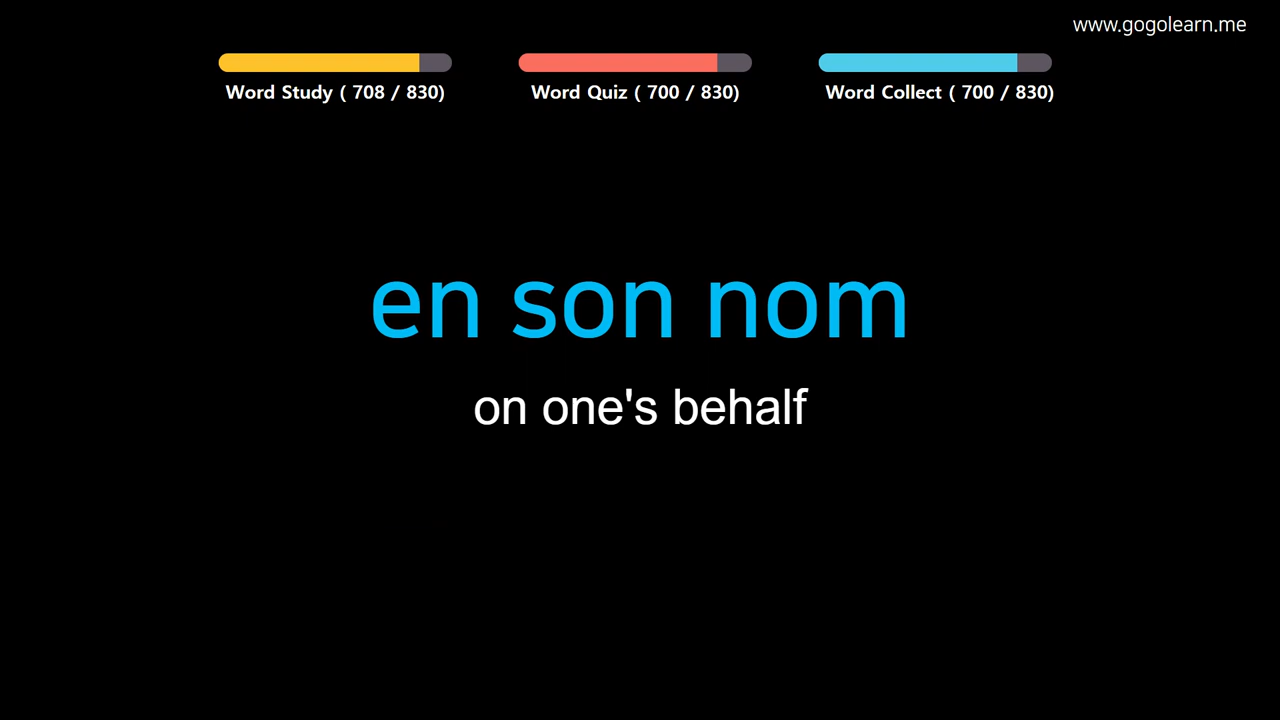 www.gogolearn.me
Word Study ( 708 / 830)
Word Quiz ( 700 / 830)
Word Collect ( 700 / 830)
en son nom
on one's behalf